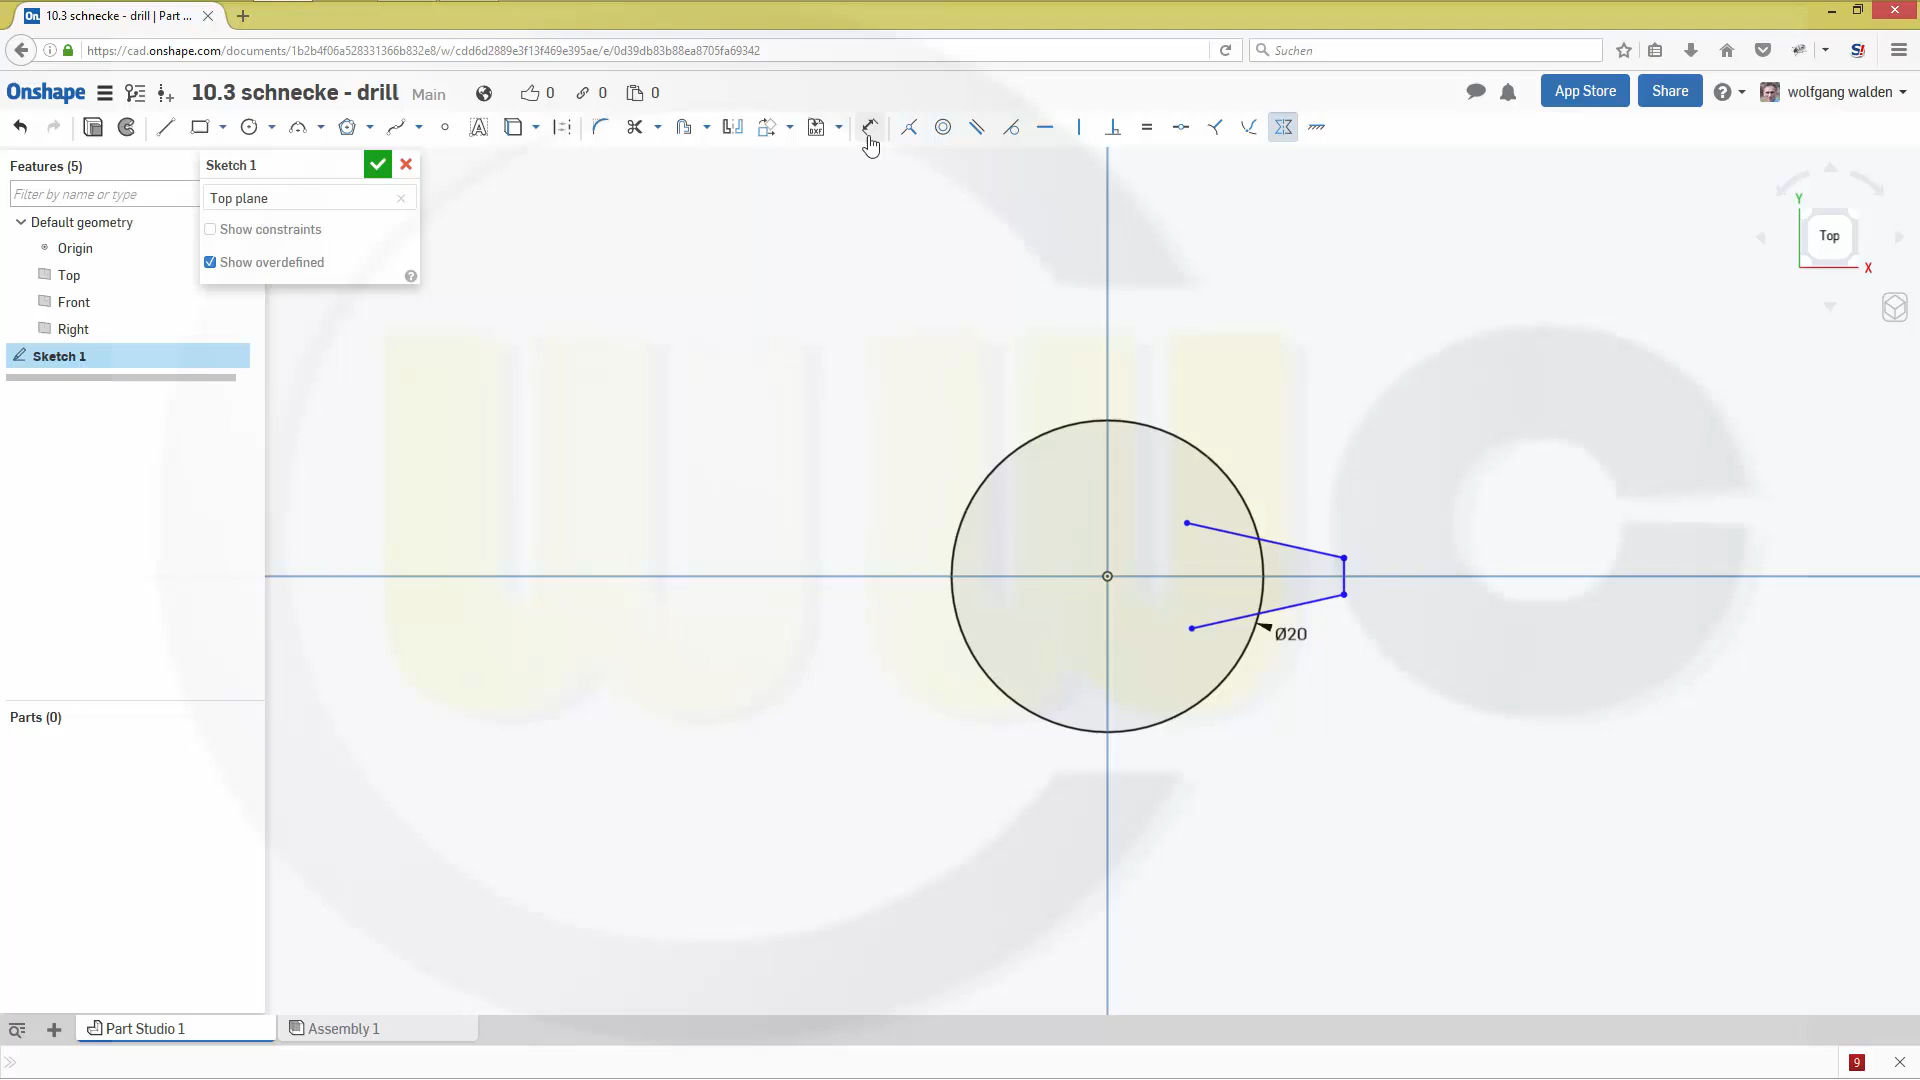 On 10.3 schnecke - drill | Part ...
https://cad.onshape.com/documents/1b2b4f06a528331366b832e8/w/cdd6d2889e3f13f469e395ae/e/0d39db83b88ea8705fa69342
Suchen
Onshape 10.3 schnecke - drill Main 0 0 0 App Store Share wolfgang walden
Features (5)
Filter by name or type
Sketch 1
Top plane
Show constraints
Show overdefined
Default geometry
Origin
Top
Front
Right
Sketch 1
Y
Top
X
Ø20
Parts (0)
Part Studio 1
Assembly 1
9